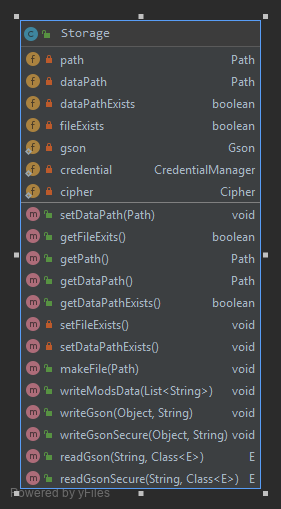 Storage
path Path
dataPath Path
dataPathExists boolean
fileExists boolean
gson Gson
credential CredentialManager
cipher Cipher
setDataPath(Path) void
getFileExits() boolean
getPath() Path
getDataPath() Path
getDataPathExists() boolean
setFileExists() void
setDataPathExists() void
makeFile(Path) void
writeModsData(List<String>) void
writeGson(Object, String) void
writeGsonSecure(Object, String) void
readGson(String, Class<E>) E
readGsonSecure(String, Class<E>) E
Powered by yFiles